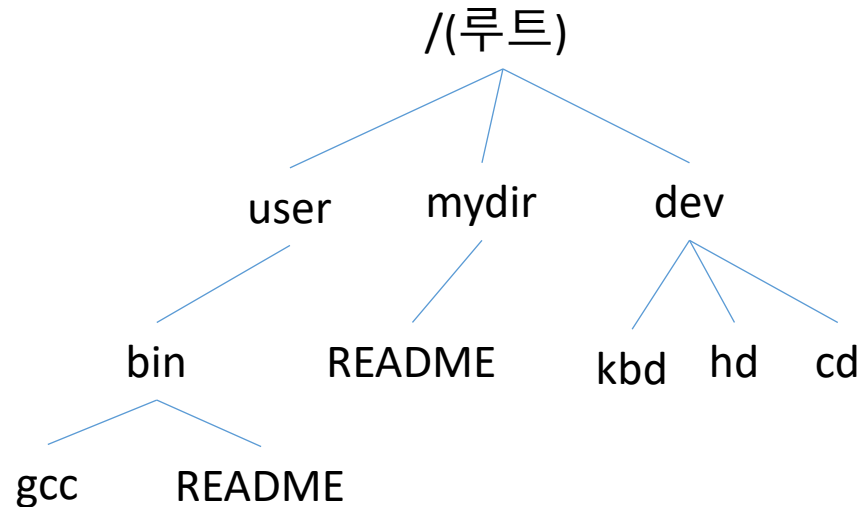 /(루트)
user mydir dev
bin README kbd hd cd
gcc README